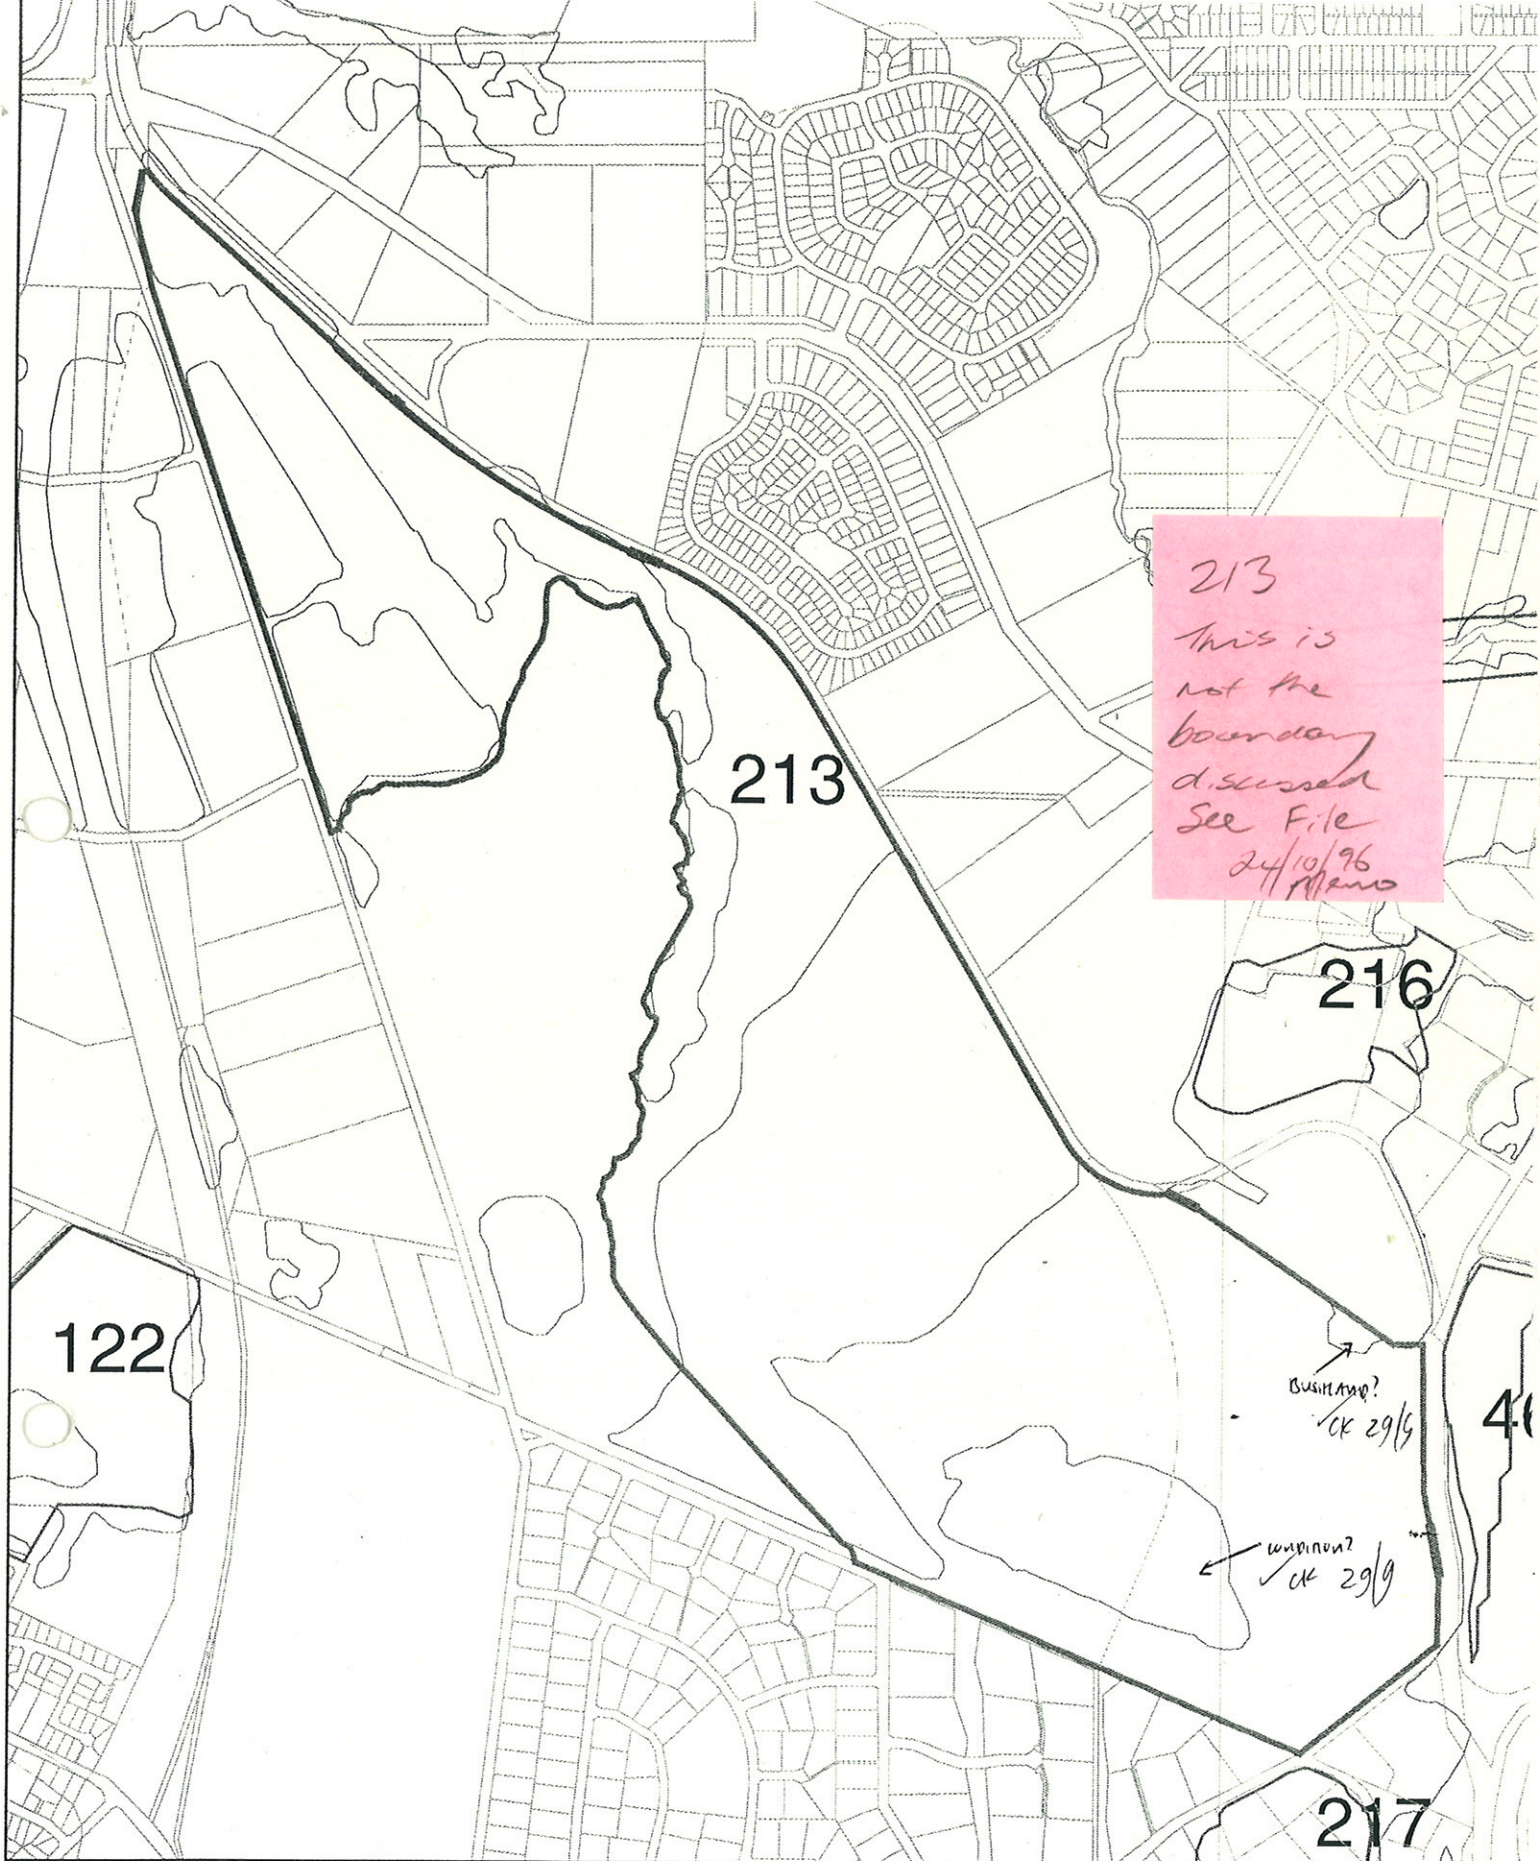 213
This is
not the
boundary
discussed
See File
24/10/96
Memo
213
216
122
BUSHLAND?
CK 29/9
CONDITION?
CK 29/9
217